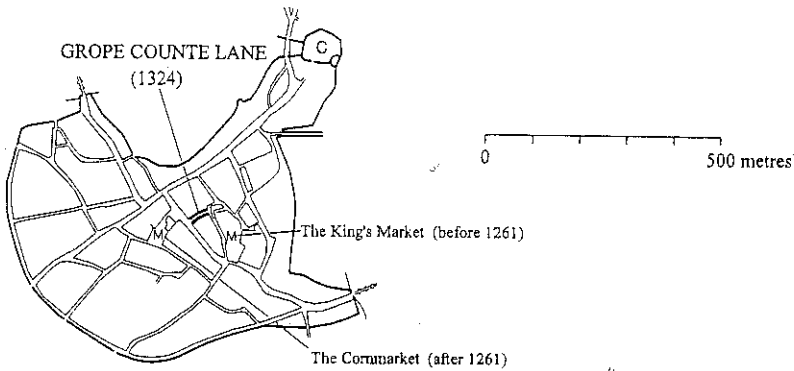 C
GROPE COUNTE LANE
(1324)
0 500 metres
M
M
The King's Market (before 1261)
The Cornmarket (after 1261)